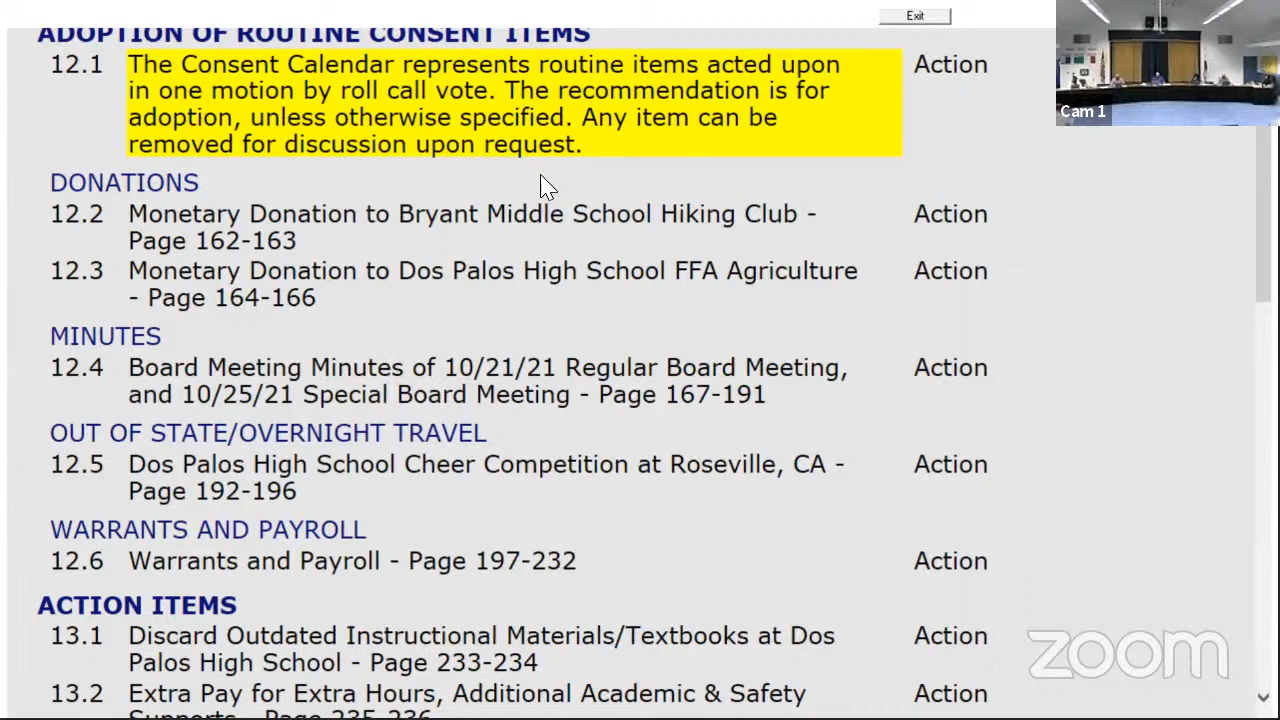 Exit
ADOPTION OF ROUTINE CONSENT ITEMS
12.1 The Consent Calendar represents routine items acted upon Action
in one motion by roll call vote. The recommendation is for
adoption, unless otherwise specified. Any item can be
removed for discussion upon request.
Cam 1
DONATIONS
12.2 Monetary Donation to Bryant Middle School Hiking Club - Action
Page 162-163
12.3 Monetary Donation to Dos Palos High School FFA Agriculture Action
- Page 164-166
MINUTES
12.4 Board Meeting Minutes of 10/21/21 Regular Board Meeting, Action
and 10/25/21 Special Board Meeting - Page 167-191
OUT OF STATE/OVERNIGHT TRAVEL
12.5 Dos Palos High School Cheer Competition at Roseville, CA - Action
Page 192-196
WARRANTS AND PAYROLL
12.6 Warrants and Payroll - Page 197-232 Action
ACTION ITEMS
13.1 Discard Outdated Instructional Materials/Textbooks at Dos Action
Palos High School - Page 233-234
13.2 Extra Pay for Extra Hours, Additional Academic & Safety Action
Supports - Page 235-236
zoom